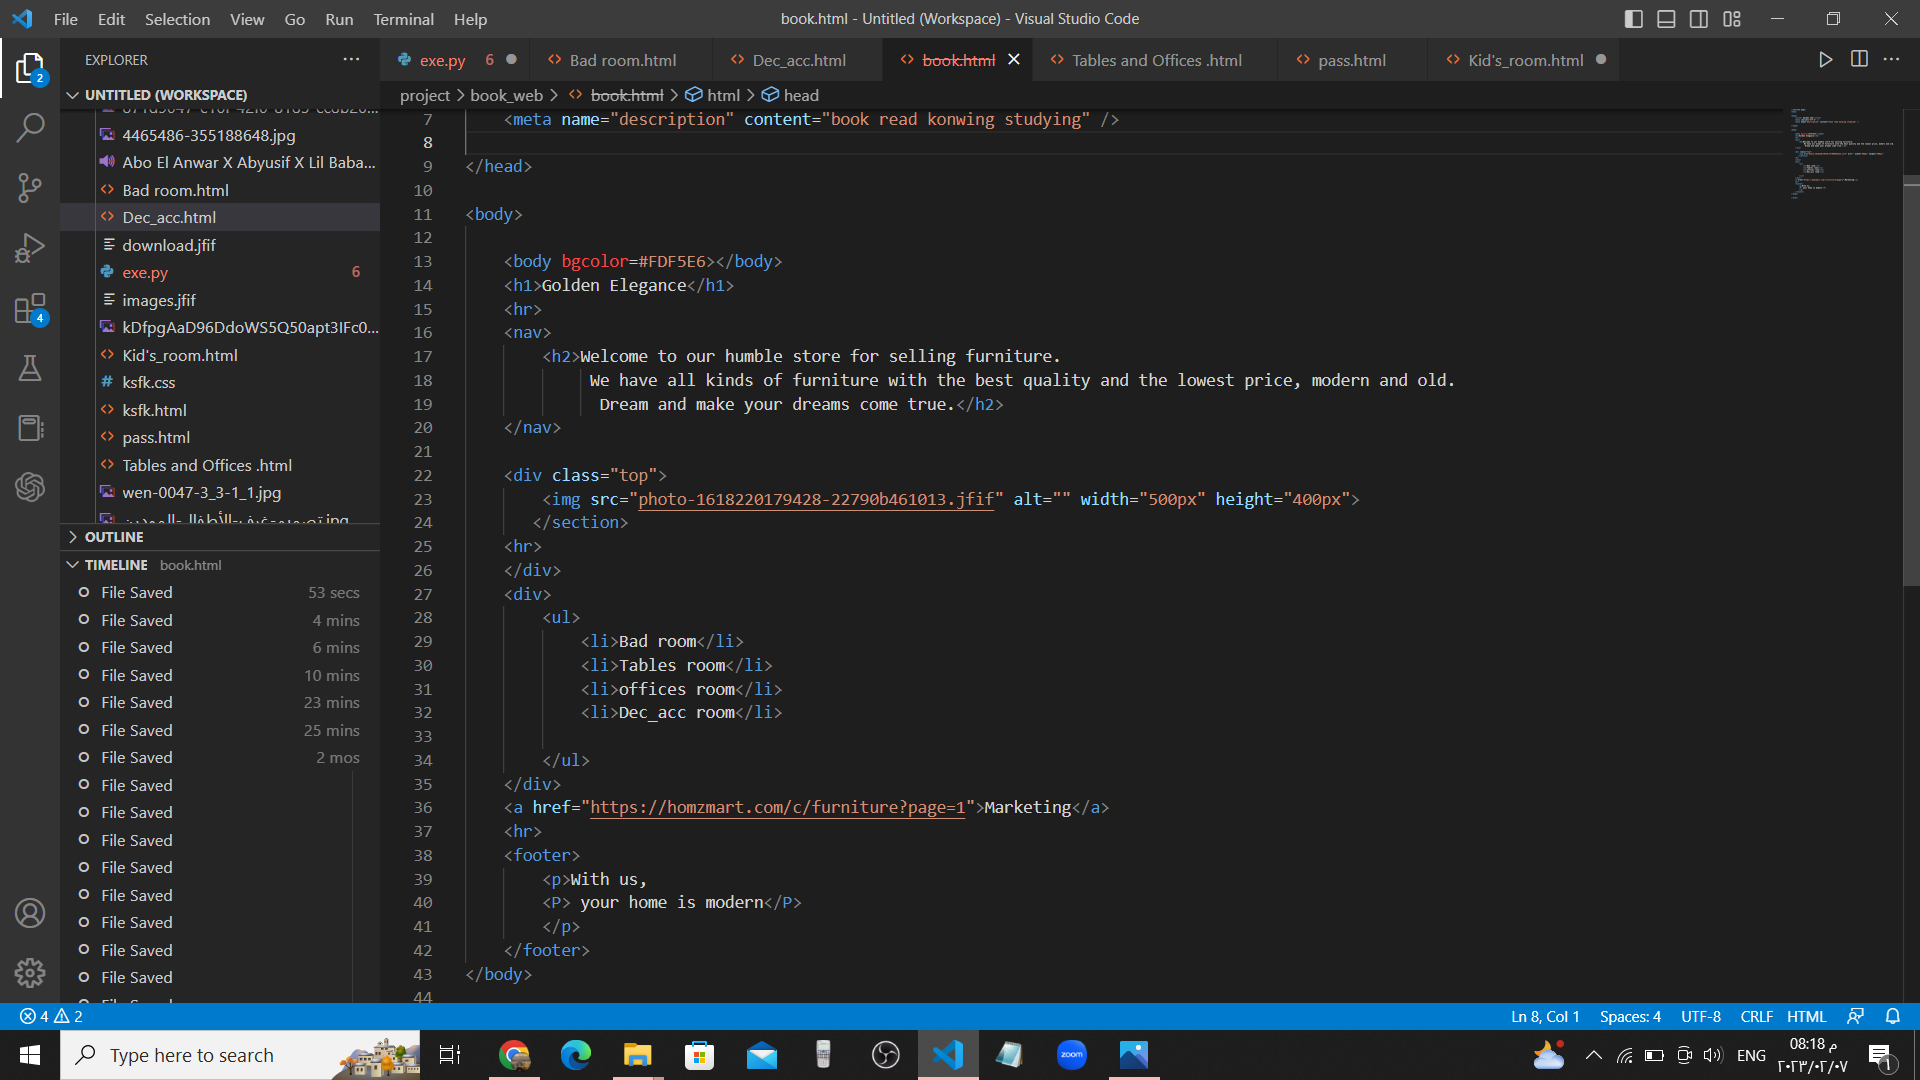 File Edit Selection View Go Run Terminal Help
book.html - Untitled (Workspace) - Visual Studio Code
EXPLORER
exe.py 6
Bad room.html
Dec_acc.html
book.html
Tables and Offices .html
pass.html
Kid's_room.html
UNTITLED (WORKSPACE)
project > book_web > book.html > html > head
4465486-355188648.jpg
Abo El Anwar X Abyusif X Lil Baba...
Bad room.html
Dec_acc.html
download.jfif
exe.py 6
images.jfif
kDfpgAaD96DdoWS5Q50apt3IFc0...
Kid's_room.html
ksfk.css
ksfk.html
pass.html
Tables and Offices .html
wen-0047-3_3-1_1.jpg
OUTLINE
TIMELINE book.html
File Saved 53 secs
File Saved 4 mins
File Saved 6 mins
File Saved 10 mins
File Saved 23 mins
File Saved 25 mins
File Saved 2 mos
File Saved
File Saved
File Saved
File Saved
File Saved
File Saved
File Saved
File Saved
File Saved
2
4
7 <meta name="description" content="book read konwing studying" />
8
9 </head>
10
11 <body>
12
13 <body bgcolor=#FDF5E6></body>
14 <h1>Golden Elegance</h1>
15 <hr>
16 <nav>
17 <h2>Welcome to our humble store for selling furniture.
18 We have all kinds of furniture with the best quality and the lowest price, modern and old.
19 Dream and make your dreams come true.</h2>
20 </nav>
21
22 <div class="top">
23 <img src="photo-1618220179428-22790b461013.jfif" alt="" width="500px" height="400px">
24 </section>
25 <hr>
26 </div>
27 <div>
28 <ul>
29 <li>Bad room</li>
30 <li>Tables room</li>
31 <li>offices room</li>
32 <li>Dec_acc room</li>
33
34 </ul>
35 </div>
36 <a href="https://homzmart.com/c/furniture?page=1">Marketing</a>
37 <hr>
38 <footer>
39 <p>With us,
40 <P> your home is modern</P>
41 </p>
42 </footer>
43 </body>
44
4 2
Ln 8, Col 1 Spaces: 4 UTF-8 CRLF HTML
Type here to search
zoom
ENG
08:18 م
٢٠٢٣/٠٢/٠٧
1